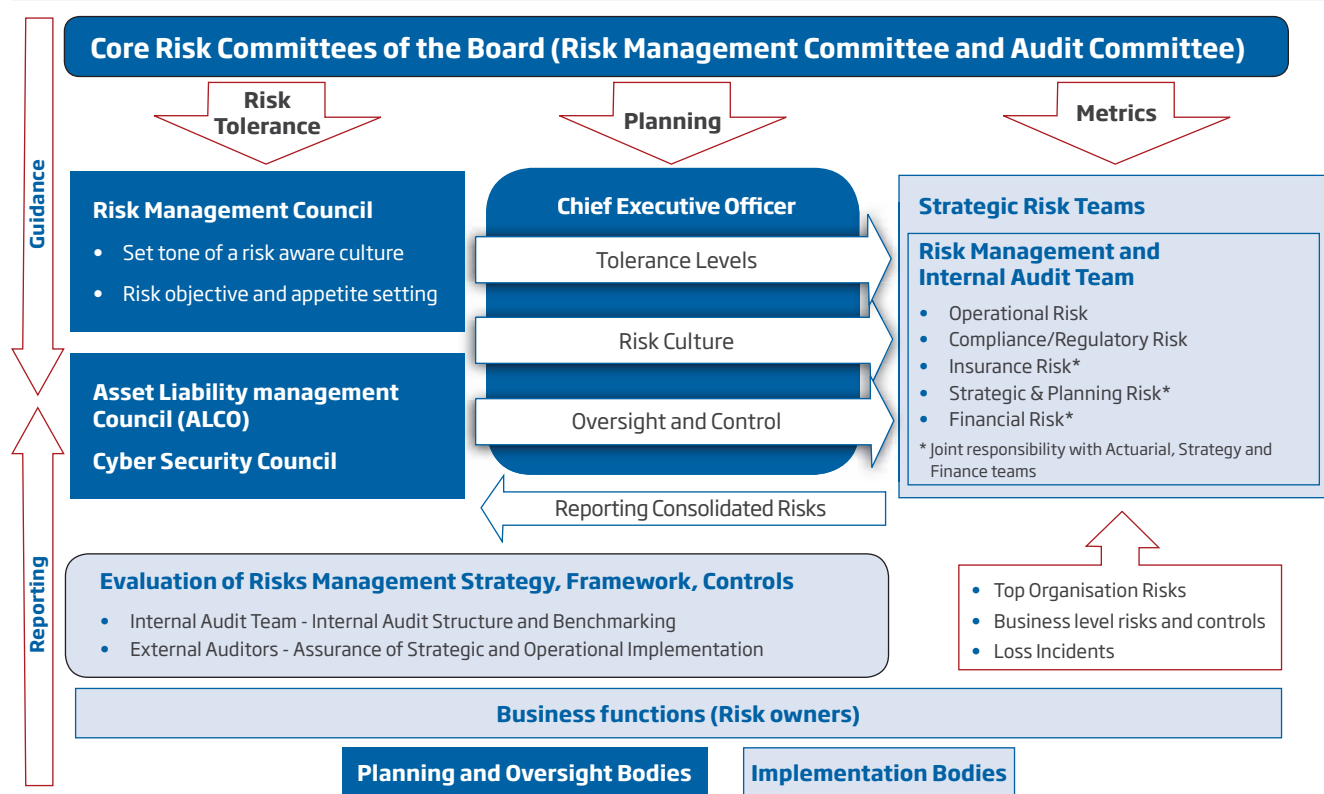 Core Risk Committees of the Board (Risk Management Committee and Audit Committee)
Risk
Tolerance
Planning
Metrics
Guidance
Risk Management Council
• Set tone of a risk aware culture
• Risk objective and appetite setting
Asset Liability management
Council (ALCO)
Cyber Security Council
Chief Executive Officer
Tolerance Levels
Risk Culture
Oversight and Control
Reporting Consolidated Risks
Strategic Risk Teams
Risk Management and
Internal Audit Team
• Operational Risk
• Compliance/Regulatory Risk
• Insurance Risk*
• Strategic & Planning Risk*
• Financial Risk*
* Joint responsibility with Actuarial, Strategy and
Finance teams
Reporting
Evaluation of Risks Management Strategy, Framework, Controls
• Internal Audit Team - Internal Audit Structure and Benchmarking
• External Auditors - Assurance of Strategic and Operational Implementation
• Top Organisation Risks
• Business level risks and controls
• Loss Incidents
Business functions (Risk owners)
Planning and Oversight Bodies
Implementation Bodies